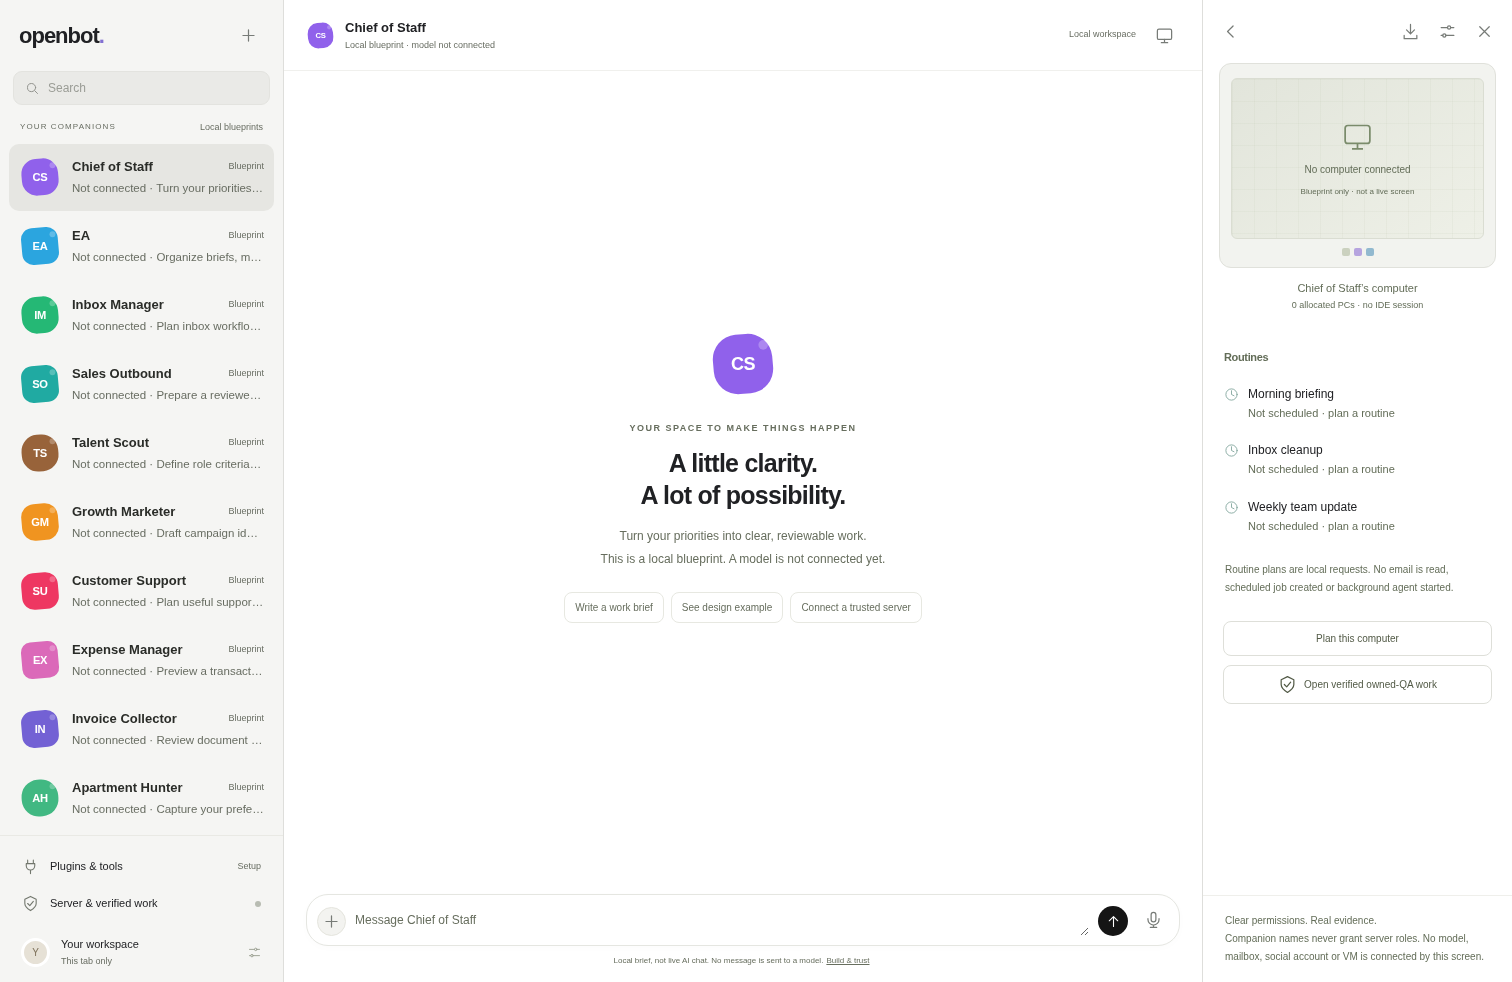 openbot.
Search
YOUR COMPANIONS
Local blueprints
CS
Chief of Staff
Blueprint
Not connected · Turn your priorities…
EA
EA
Blueprint
Not connected · Organize briefs, m…
IM
Inbox Manager
Blueprint
Not connected · Plan inbox workflo…
SO
Sales Outbound
Blueprint
Not connected · Prepare a reviewe…
TS
Talent Scout
Blueprint
Not connected · Define role criteria…
GM
Growth Marketer
Blueprint
Not connected · Draft campaign id…
SU
Customer Support
Blueprint
Not connected · Plan useful suppor…
EX
Expense Manager
Blueprint
Not connected · Preview a transact…
IN
Invoice Collector
Blueprint
Not connected · Review document …
AH
Apartment Hunter
Blueprint
Not connected · Capture your prefe…
Plugins & tools
Setup
Server & verified work
Y
Your workspace
This tab only
CS
Chief of Staff
Local blueprint · model not connected
Local workspace
CS
YOUR SPACE TO MAKE THINGS HAPPEN
A little clarity.
A lot of possibility.
Turn your priorities into clear, reviewable work.
This is a local blueprint. A model is not connected yet.
Write a work brief
See design example
Connect a trusted server
Message Chief of Staff
Local brief, not live AI chat. No message is sent to a model. Build & trust
No computer connected
Blueprint only · not a live screen
Chief of Staff's computer
0 allocated PCs · no IDE session
Routines
Morning briefing
Not scheduled · plan a routine
Inbox cleanup
Not scheduled · plan a routine
Weekly team update
Not scheduled · plan a routine
Routine plans are local requests. No email is read,
scheduled job created or background agent started.
Plan this computer
Open verified owned-QA work
Clear permissions. Real evidence.
Companion names never grant server roles. No model,
mailbox, social account or VM is connected by this screen.